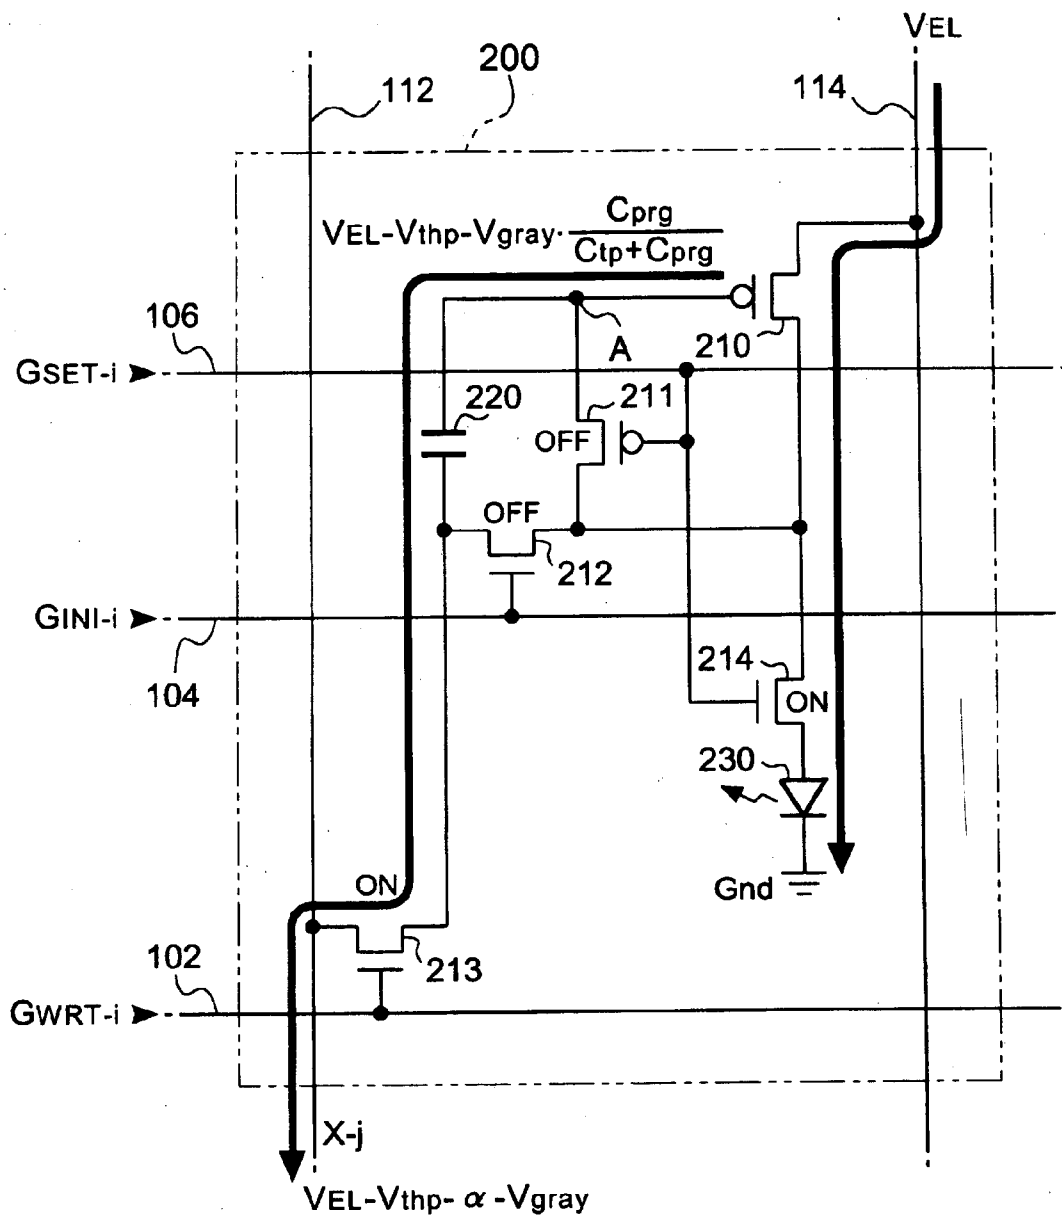 VEL
200
112
114
VEL-Vthp-Vgray· Cprg
Ctp+Cprg
106
A
210
GSET-i
220
211
OFF
OFF
212
GINI-i
104
214
ON
230
Gnd
ON
213
102
GWRT-i
X-j
VEL-Vthp- α -Vgray